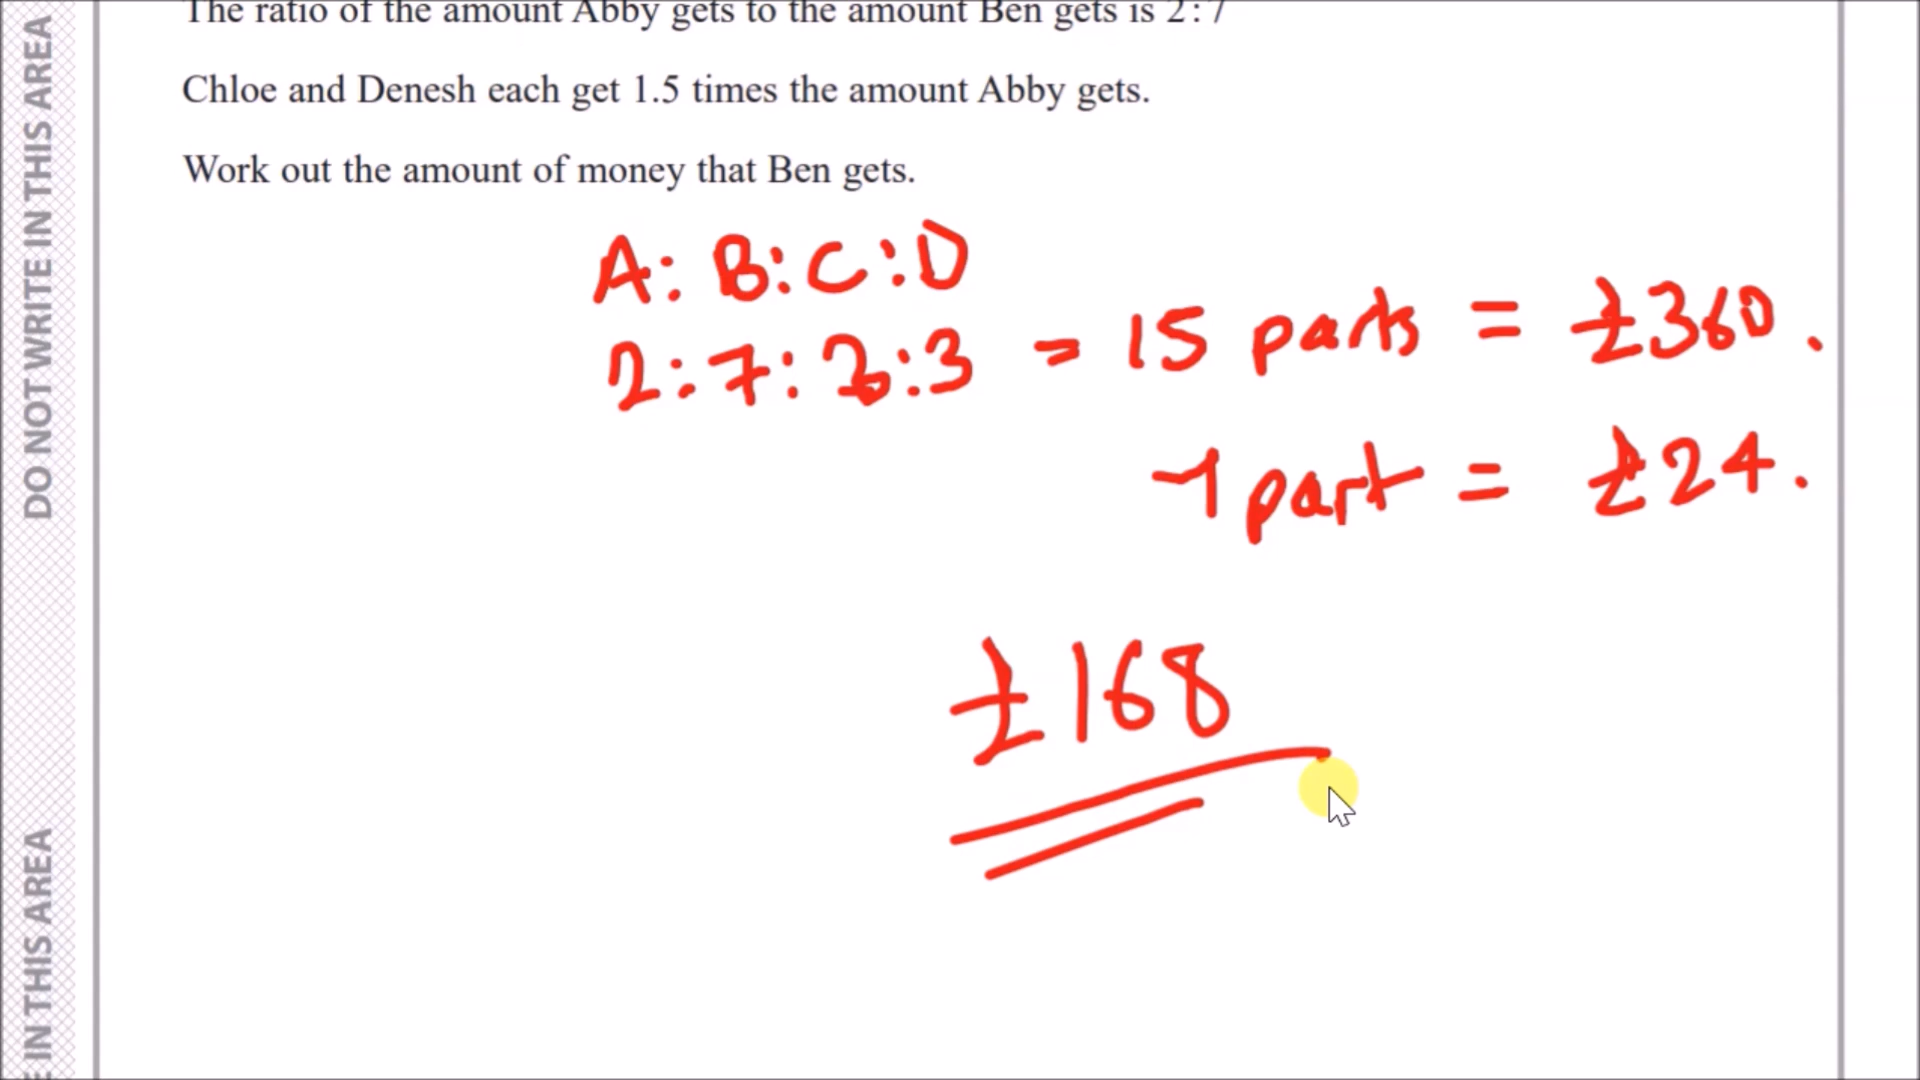 The ratio of the amount Abby gets to the amount Ben gets is 2 : 7
Chloe and Denesh each get 1.5 times the amount Abby gets.
Work out the amount of money that Ben gets.
A : B : C : D
2 : 7 : 3 : 3 = 15 parts = £360.
1 part = £24.
£168
DO NOT WRITE IN THIS AREA
IN THIS AREA